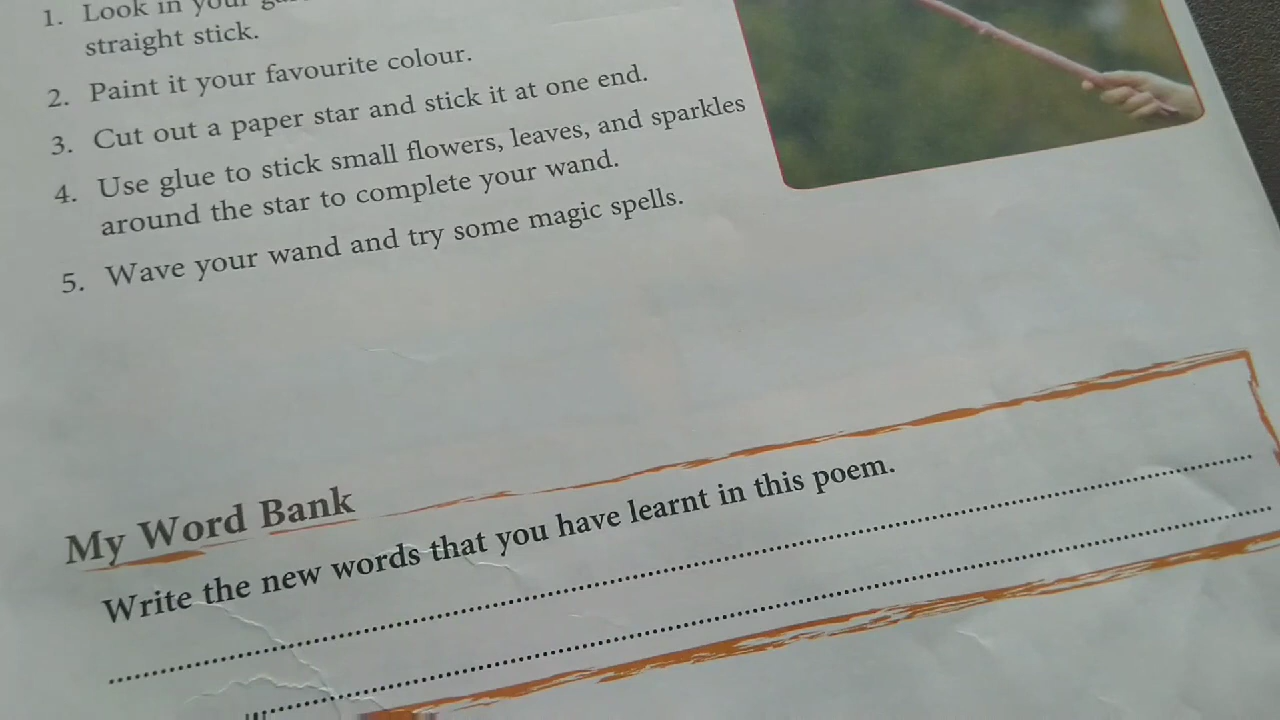 1. Look in your
straight stick.
2. Paint it your favourite colour.
3. Cut out a paper star and stick it at one end.
4. Use glue to stick small flowers, leaves, and sparkles
around the star to complete your wand.
5. Wave your wand and try some magic spells.
My Word Bank
Write the new words that you have learnt in this poem.